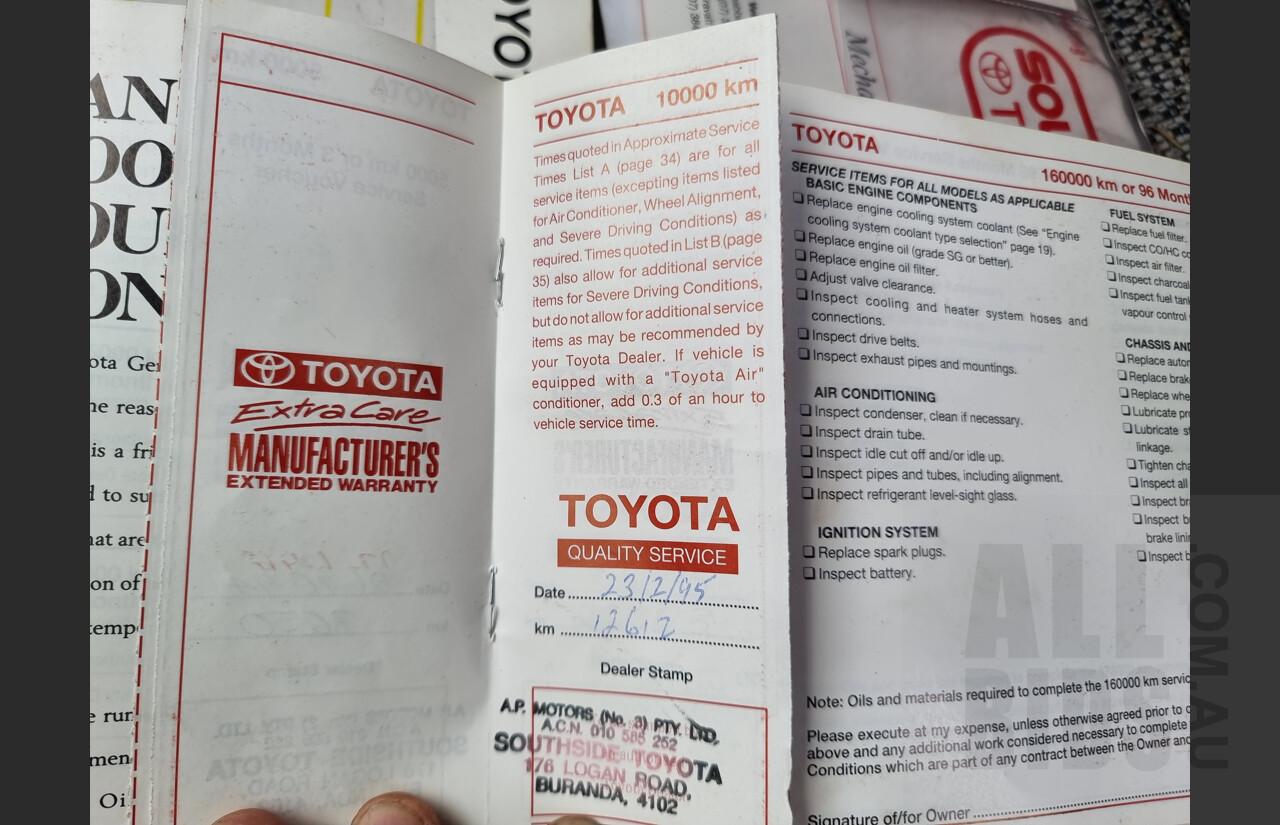 AN
OO
OU
ON
TOYOTA
Extra Care
MANUFACTURER'S
EXTENDED WARRANTY
TOYOTA 10000 km
Times quoted in Approximate Service
Times List A (page 34) are for all
service items (excepting items listed
for Air Conditioner, Wheel Alignment,
and Severe Driving Conditions) as
required. Times quoted in List B (page
35) also allow for additional service
items for Severe Driving Conditions,
but do not allow for additional service
items as may be recommended by
your Toyota Dealer. If vehicle is
equipped with a "Toyota Air"
conditioner, add 0.3 of an hour to
vehicle service time.
TOYOTA
QUALITY SERVICE
Date 23/2/95
km 12612
Dealer Stamp
A.P. MOTORS (No. 3) PTY. LTD.
A.C.N. 010 585 252
SOUTHSIDE TOYOTA
176 LOGAN ROAD,
BURANDA, 4102
TOYOTA
160000 km or 96 Mont
SERVICE ITEMS FOR ALL MODELS AS APPLICABLE
BASIC ENGINE COMPONENTS
Replace engine cooling system coolant (See "Engine
cooling system coolant type selection" page 19).
Replace engine oil (grade SG or better).
Replace engine oil filter.
Adjust valve clearance.
Inspect cooling and heater system hoses and
connections.
Inspect drive belts.
Inspect exhaust pipes and mountings.
AIR CONDITIONING
Inspect condenser, clean if necessary.
Inspect drain tube.
Inspect idle cut off and/or idle up.
Inspect pipes and tubes, including alignment.
Inspect refrigerant level-sight glass.
IGNITION SYSTEM
Replace spark plugs.
Inspect battery.
FUEL SYSTEM
Replace fuel filter.
Inspect CO/HC co
Inspect air filter.
Inspect charcoal
Inspect fuel tank
vapour control
CHASSIS AND
Replace autor
Replace brak
Replace whe
Lubricate pr
Lubricate st
linkage.
Tighten cha
Inspect all
Inspect br
Inspect b
brake linin
Inspect b
Note: Oils and materials required to complete the 160000 km servic
Please execute at my expense, unless otherwise agreed prior to c
above and any additional work considered necessary to complete
Conditions which are part of any contract between the Owner and
Signature of/for Owner
ALL
BIDS
.COM.AU